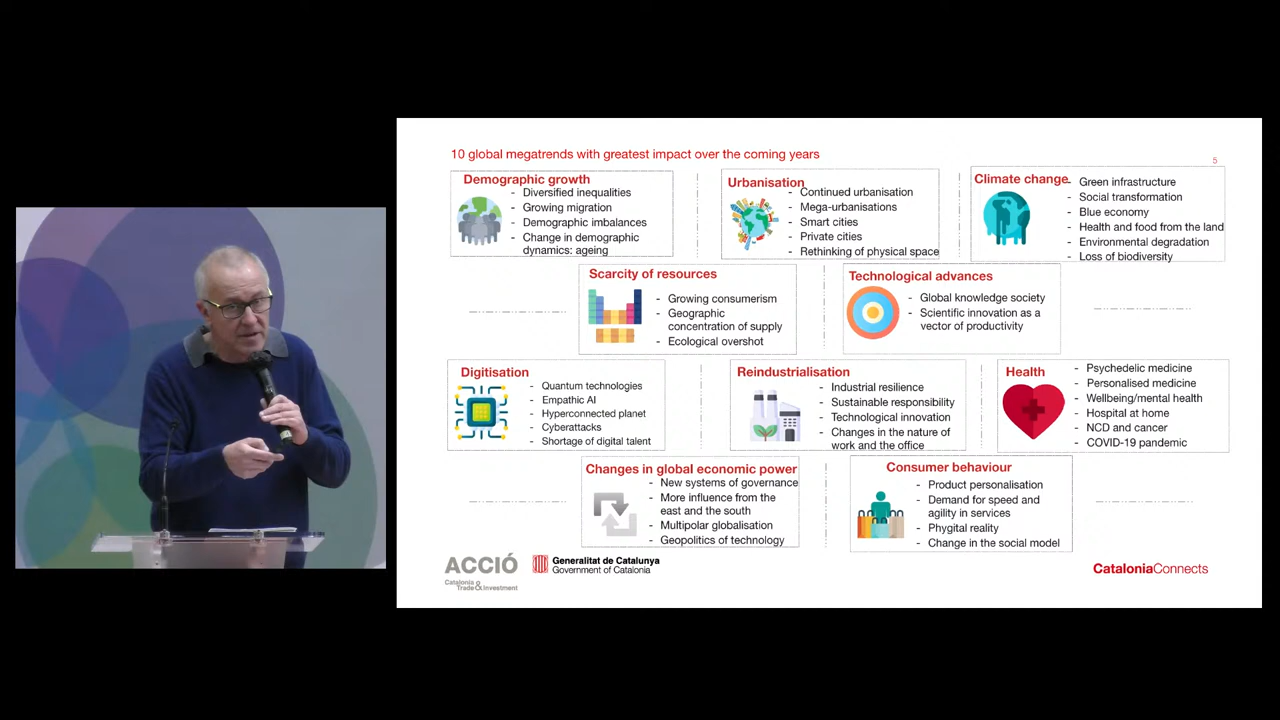 10 global megatrends with greatest impact over the coming years
5
Demographic growth
- Diversified inequalities
- Growing migration
- Demographic imbalances
- Change in demographic
dynamics: ageing
Urbanisation
- Continued urbanisation
- Mega-urbanisations
- Smart cities
- Private cities
- Rethinking of physical space
Climate change
- Green infrastructure
- Social transformation
- Blue economy
- Health and food from the land
- Environmental degradation
- Loss of biodiversity
Scarcity of resources
- Growing consumerism
- Geographic
concentration of supply
- Ecological overshot
Technological advances
- Global knowledge society
- Scientific innovation as a
vector of productivity
Digitisation
- Quantum technologies
- Empathic AI
- Hyperconnected planet
- Cyberattacks
- Shortage of digital talent
Reindustrialisation
- Industrial resilience
- Sustainable responsibility
- Technological innovation
- Changes in the nature of
work and the office
Health
- Psychedelic medicine
- Personalised medicine
- Wellbeing/mental health
- Hospital at home
- NCD and cancer
- COVID-19 pandemic
Changes in global economic power
- New systems of governance
- More influence from the
east and the south
- Multipolar globalisation
- Geopolitics of technology
Consumer behaviour
- Product personalisation
- Demand for speed and
agility in services
- Phygital reality
- Change in the social model
ACCIÓ
Catalonia
Trade & Investment
Generalitat de Catalunya
Government of Catalonia
CataloniaConnects